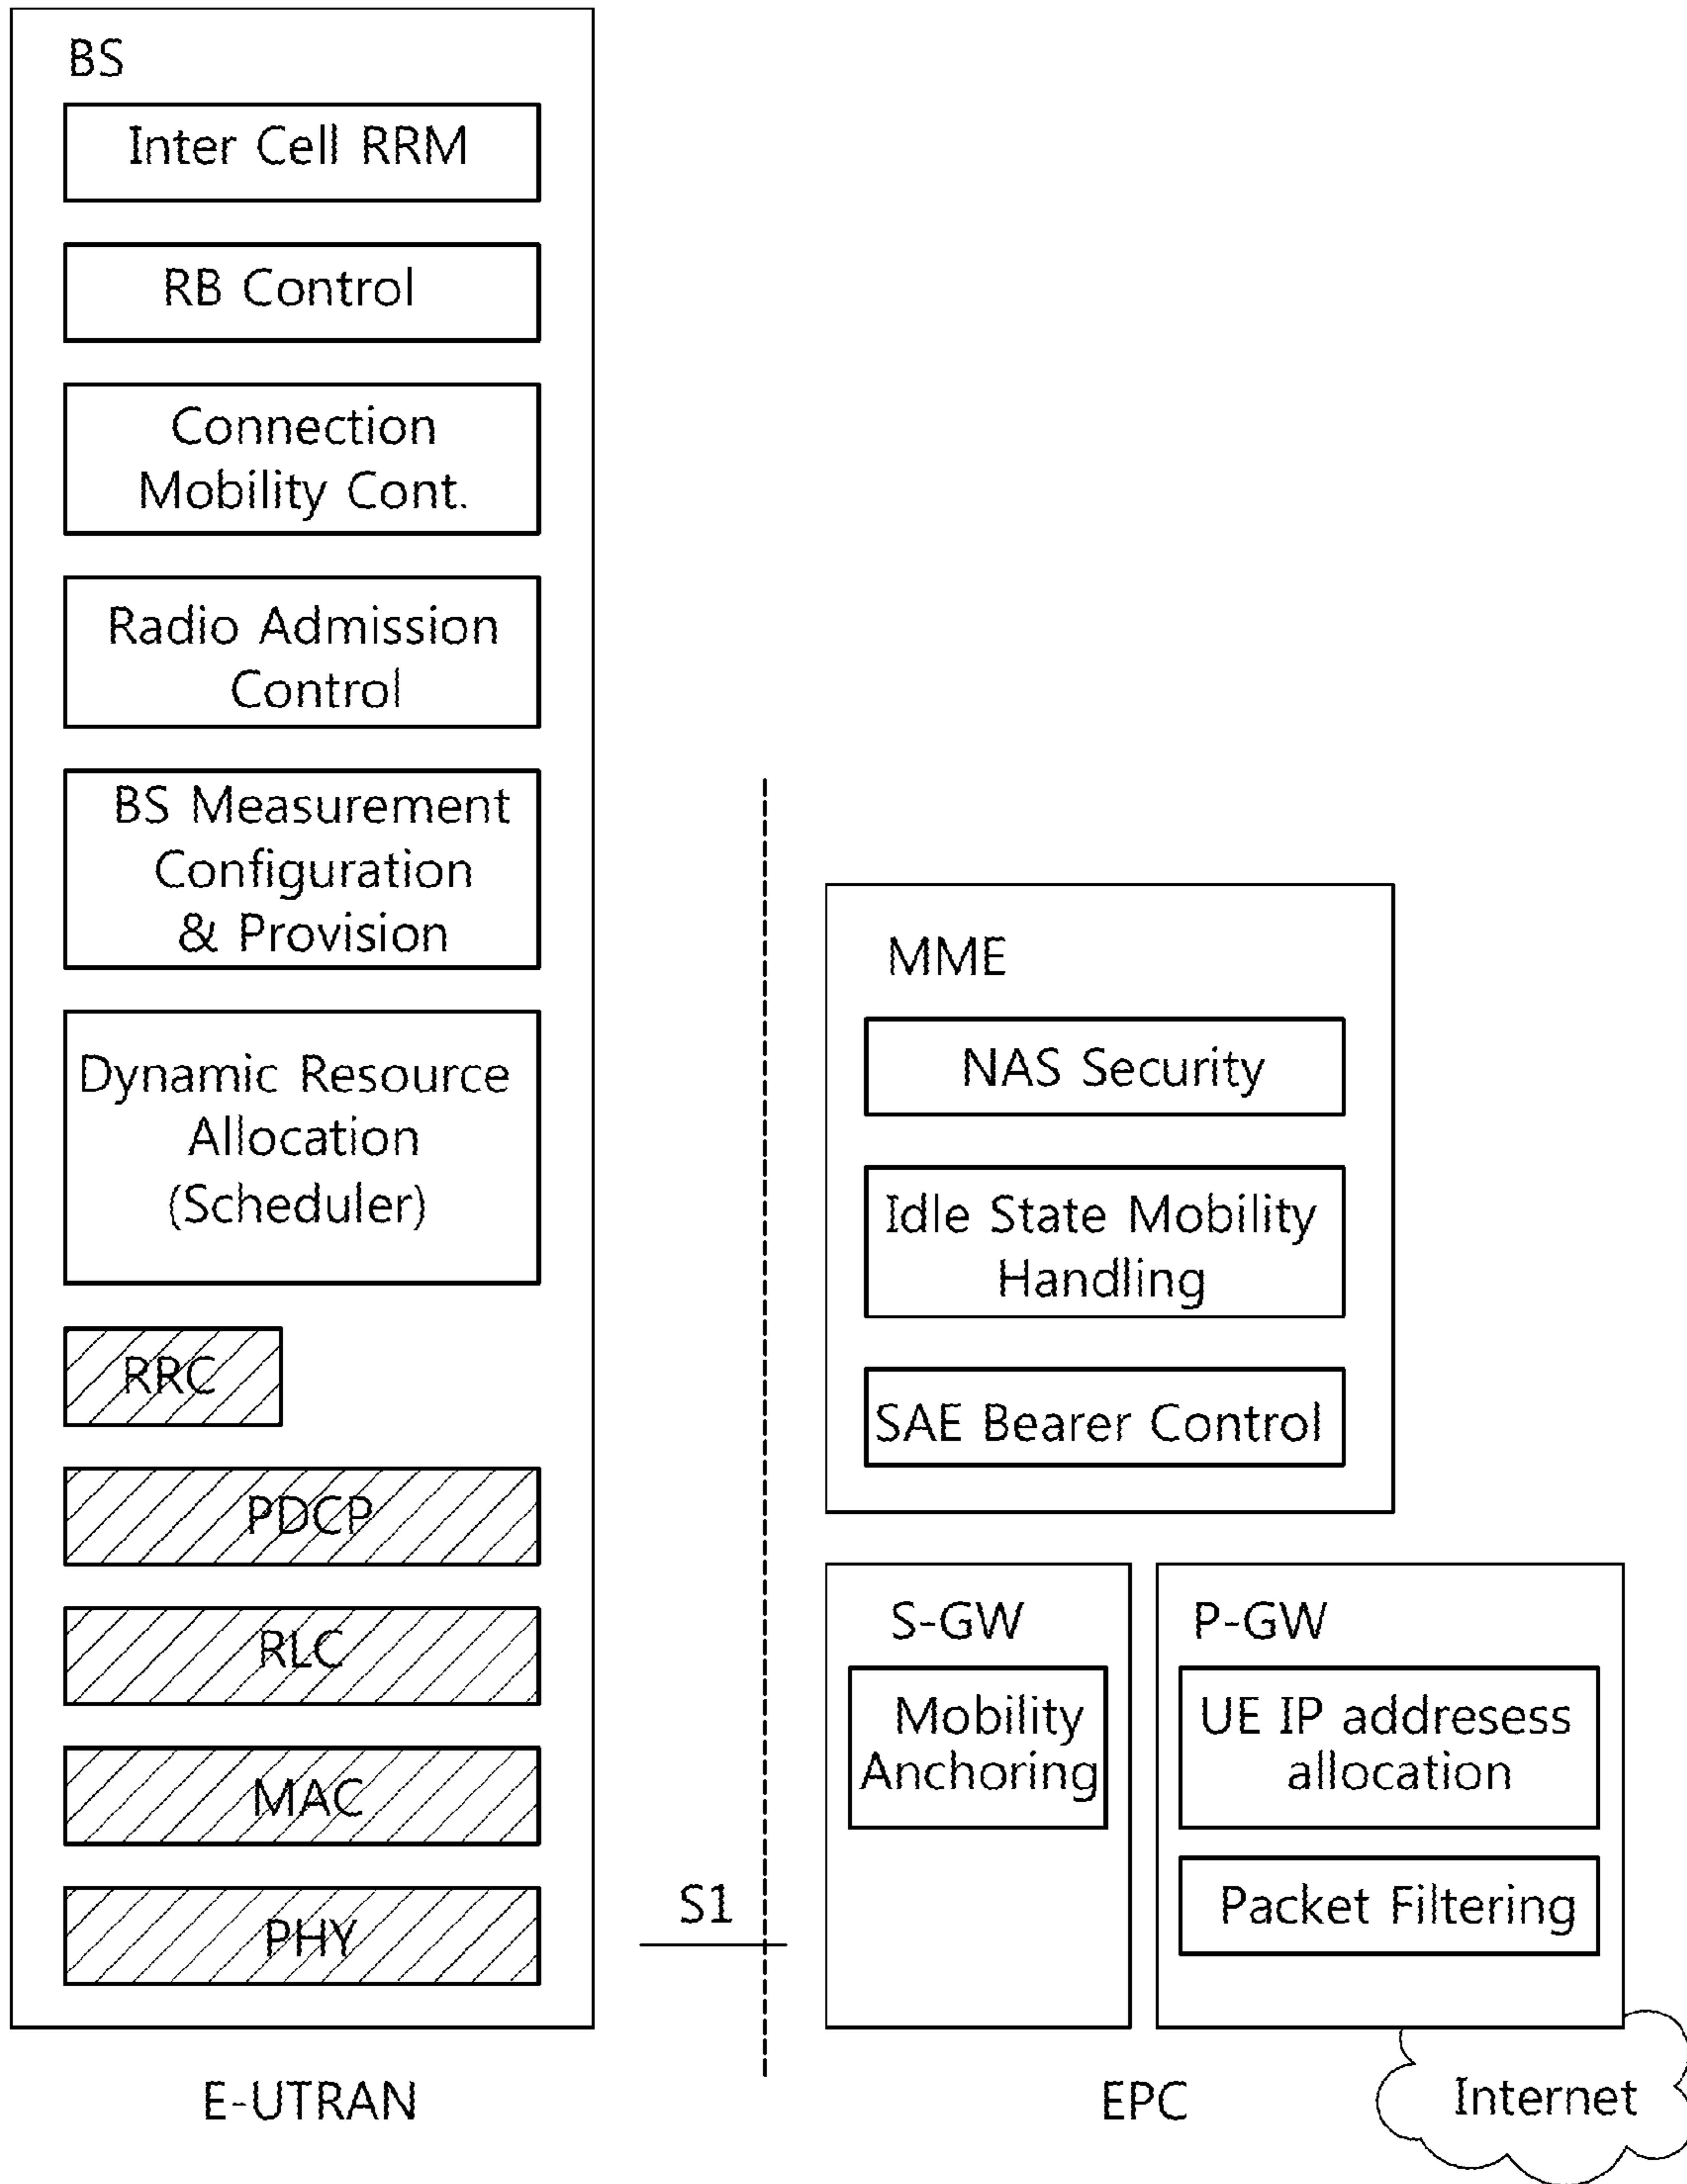 BS
Inter Cell RRM
RB Control
Connection
Mobility Cont.
Radio Admission
Control
BS Measurement
Configuration
& Provision
Dynamic Resource
Allocation
(Scheduler)
RRC
PDCP
RLC
MAC
PHY
E-UTRAN
S1
MME
NAS Security
Idle State Mobility
Handling
SAE Bearer Control
S-GW
Mobility
Anchoring
P-GW
UE IP addresess
allocation
Packet Filtering
EPC
Internet